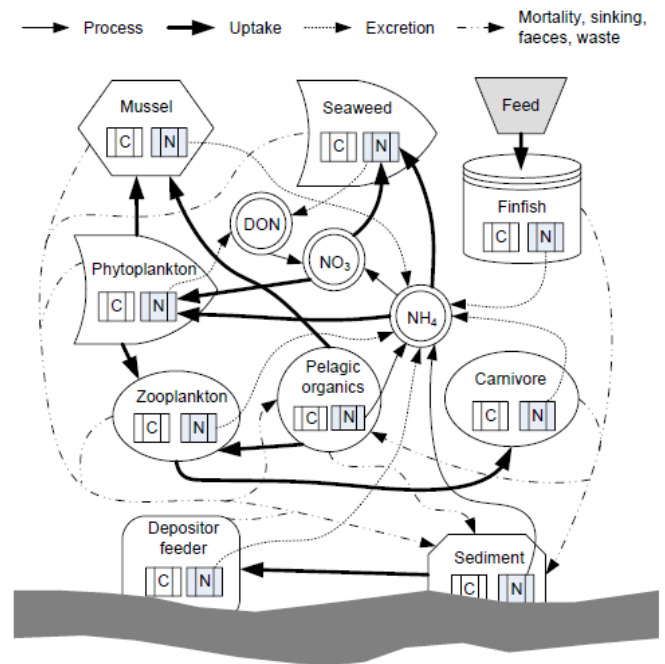 Process
Uptake
Excretion
Mortality, sinking,
faeces, waste
Mussel
C N
Seaweed
C N
Feed
Finfish
C N
DON
NO₃
Phytoplankton
C N
NH₄
Pelagic
organics
C N
Zooplankton
C N
Carnivore
C N
Depositor
feeder
C N
Sediment
C N